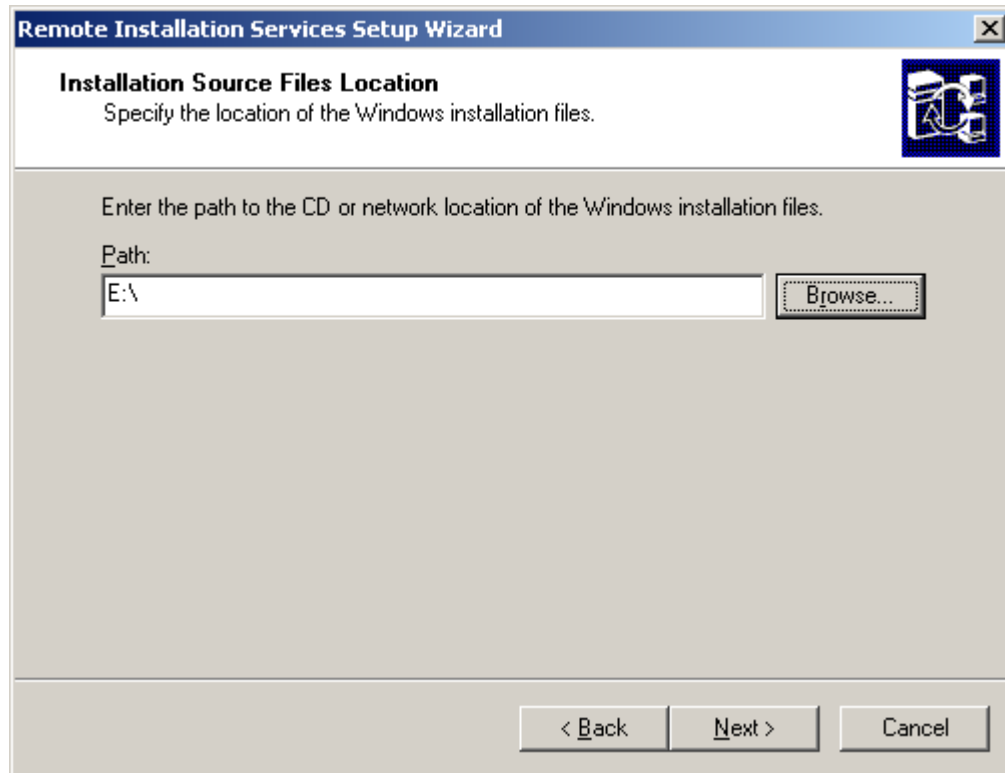 Remote Installation Services Setup Wizard
Installation Source Files Location
Specify the location of the Windows installation files.
Enter the path to the CD or network location of the Windows installation files.
Path:
E:\
Browse...
< Back
Next >
Cancel